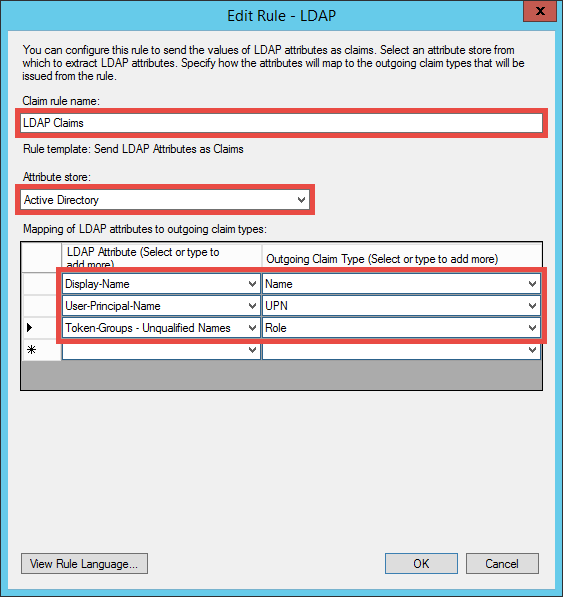 Edit Rule - LDAP
x
You can configure this rule to send the values of LDAP attributes as claims. Select an attribute store from
which to extract LDAP attributes. Specify how the attributes will map to the outgoing claim types that will be
issued from the rule.
Claim rule name:
LDAP Claims
Rule template: Send LDAP Attributes as Claims
Attribute store:
Active Directory
Mapping of LDAP attributes to outgoing claim types:
LDAP Attribute (Select or type to
add more)
Outgoing Claim Type (Select or type to add more)
Display-Name Name
User-Principal-Name UPN
Token-Groups - Unqualified Names Role
View Rule Language... OK Cancel